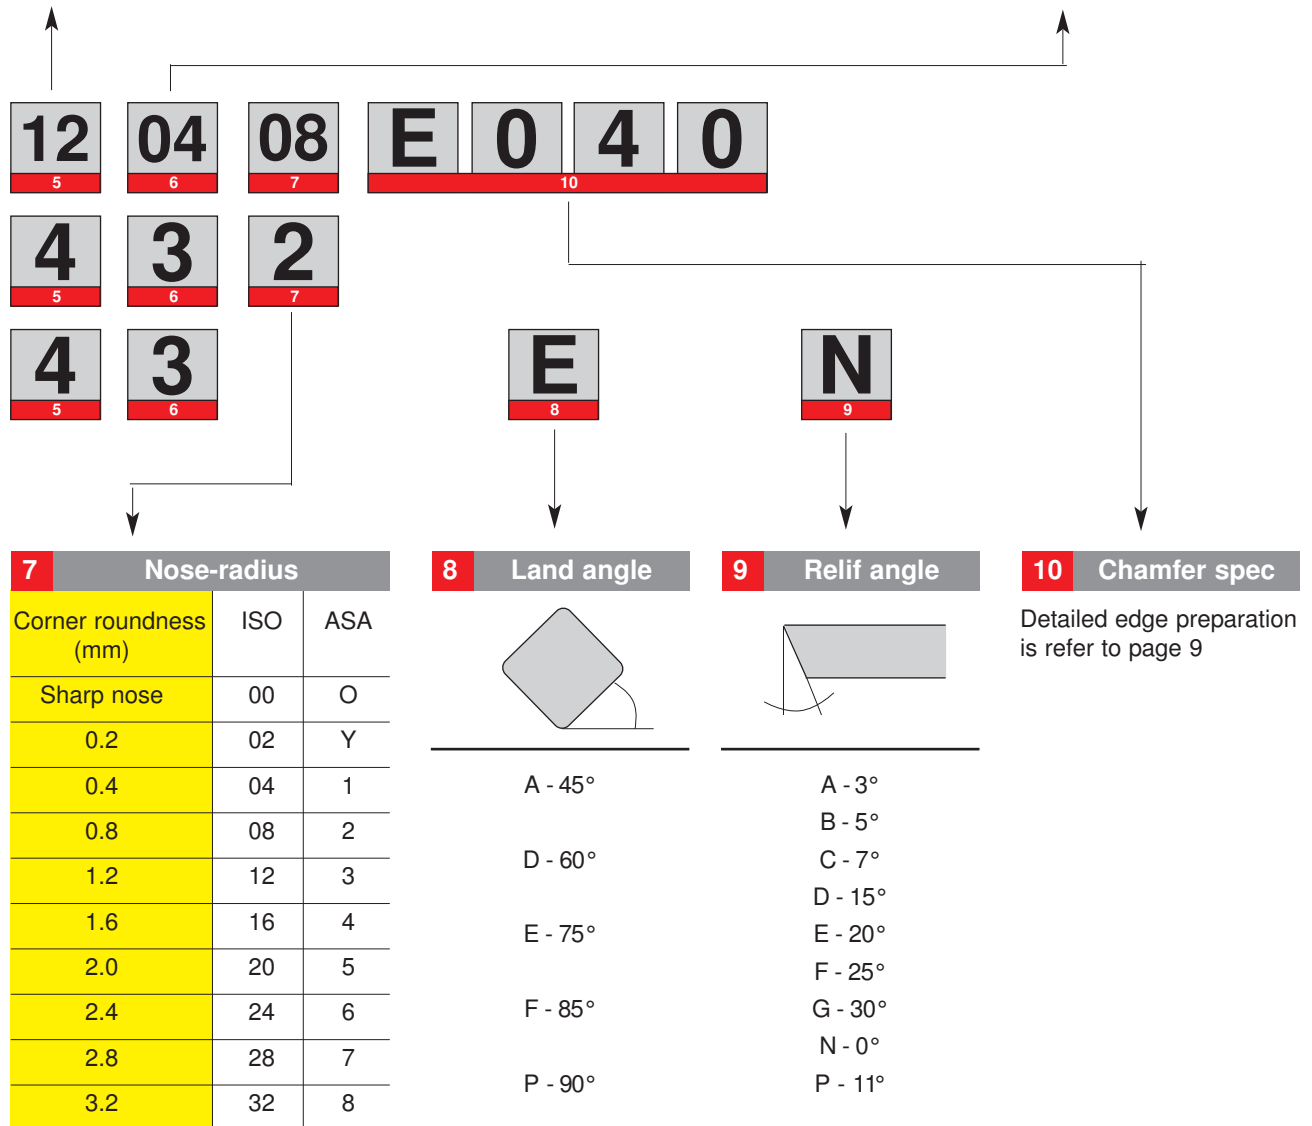 12 04 08 E 0 4 0
5 6 7 10
4 3 2
5 6 7
4 3 E N
5 6 8 9
7 Nose-radius
Corner roundness (mm) ISO ASA
Sharp nose 00 O
0.2 02 Y
0.4 04 1
0.8 08 2
1.2 12 3
1.6 16 4
2.0 20 5
2.4 24 6
2.8 28 7
3.2 32 8
8 Land angle
A - 45°
D - 60°
E - 75°
F - 85°
P - 90°
9 Relif angle
A - 3°
B - 5°
C - 7°
D - 15°
E - 20°
F - 25°
G - 30°
N - 0°
P - 11°
10 Chamfer spec
Detailed edge preparation
is refer to page 9